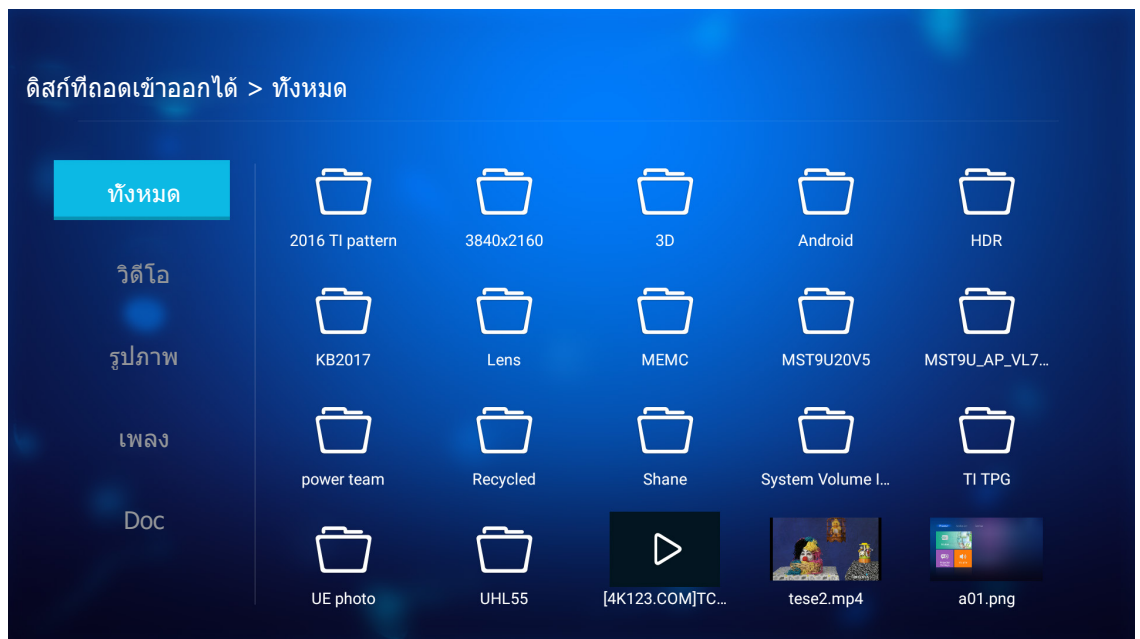 ดิสก์ที่ถอดเข้าออกได้ > ทั้งหมด
ทั้งหมด
วิดีโอ
รูปภาพ
เพลง
Doc
2016 TI pattern
3840x2160
3D
Android
HDR
KB2017
Lens
MEMC
MST9U20V5
MST9U_AP_VL7...
power team
Recycled
Shane
System Volume I...
TI TPG
UE photo
UHL55
[4K123.COM]TC...
tese2.mp4
a01.png